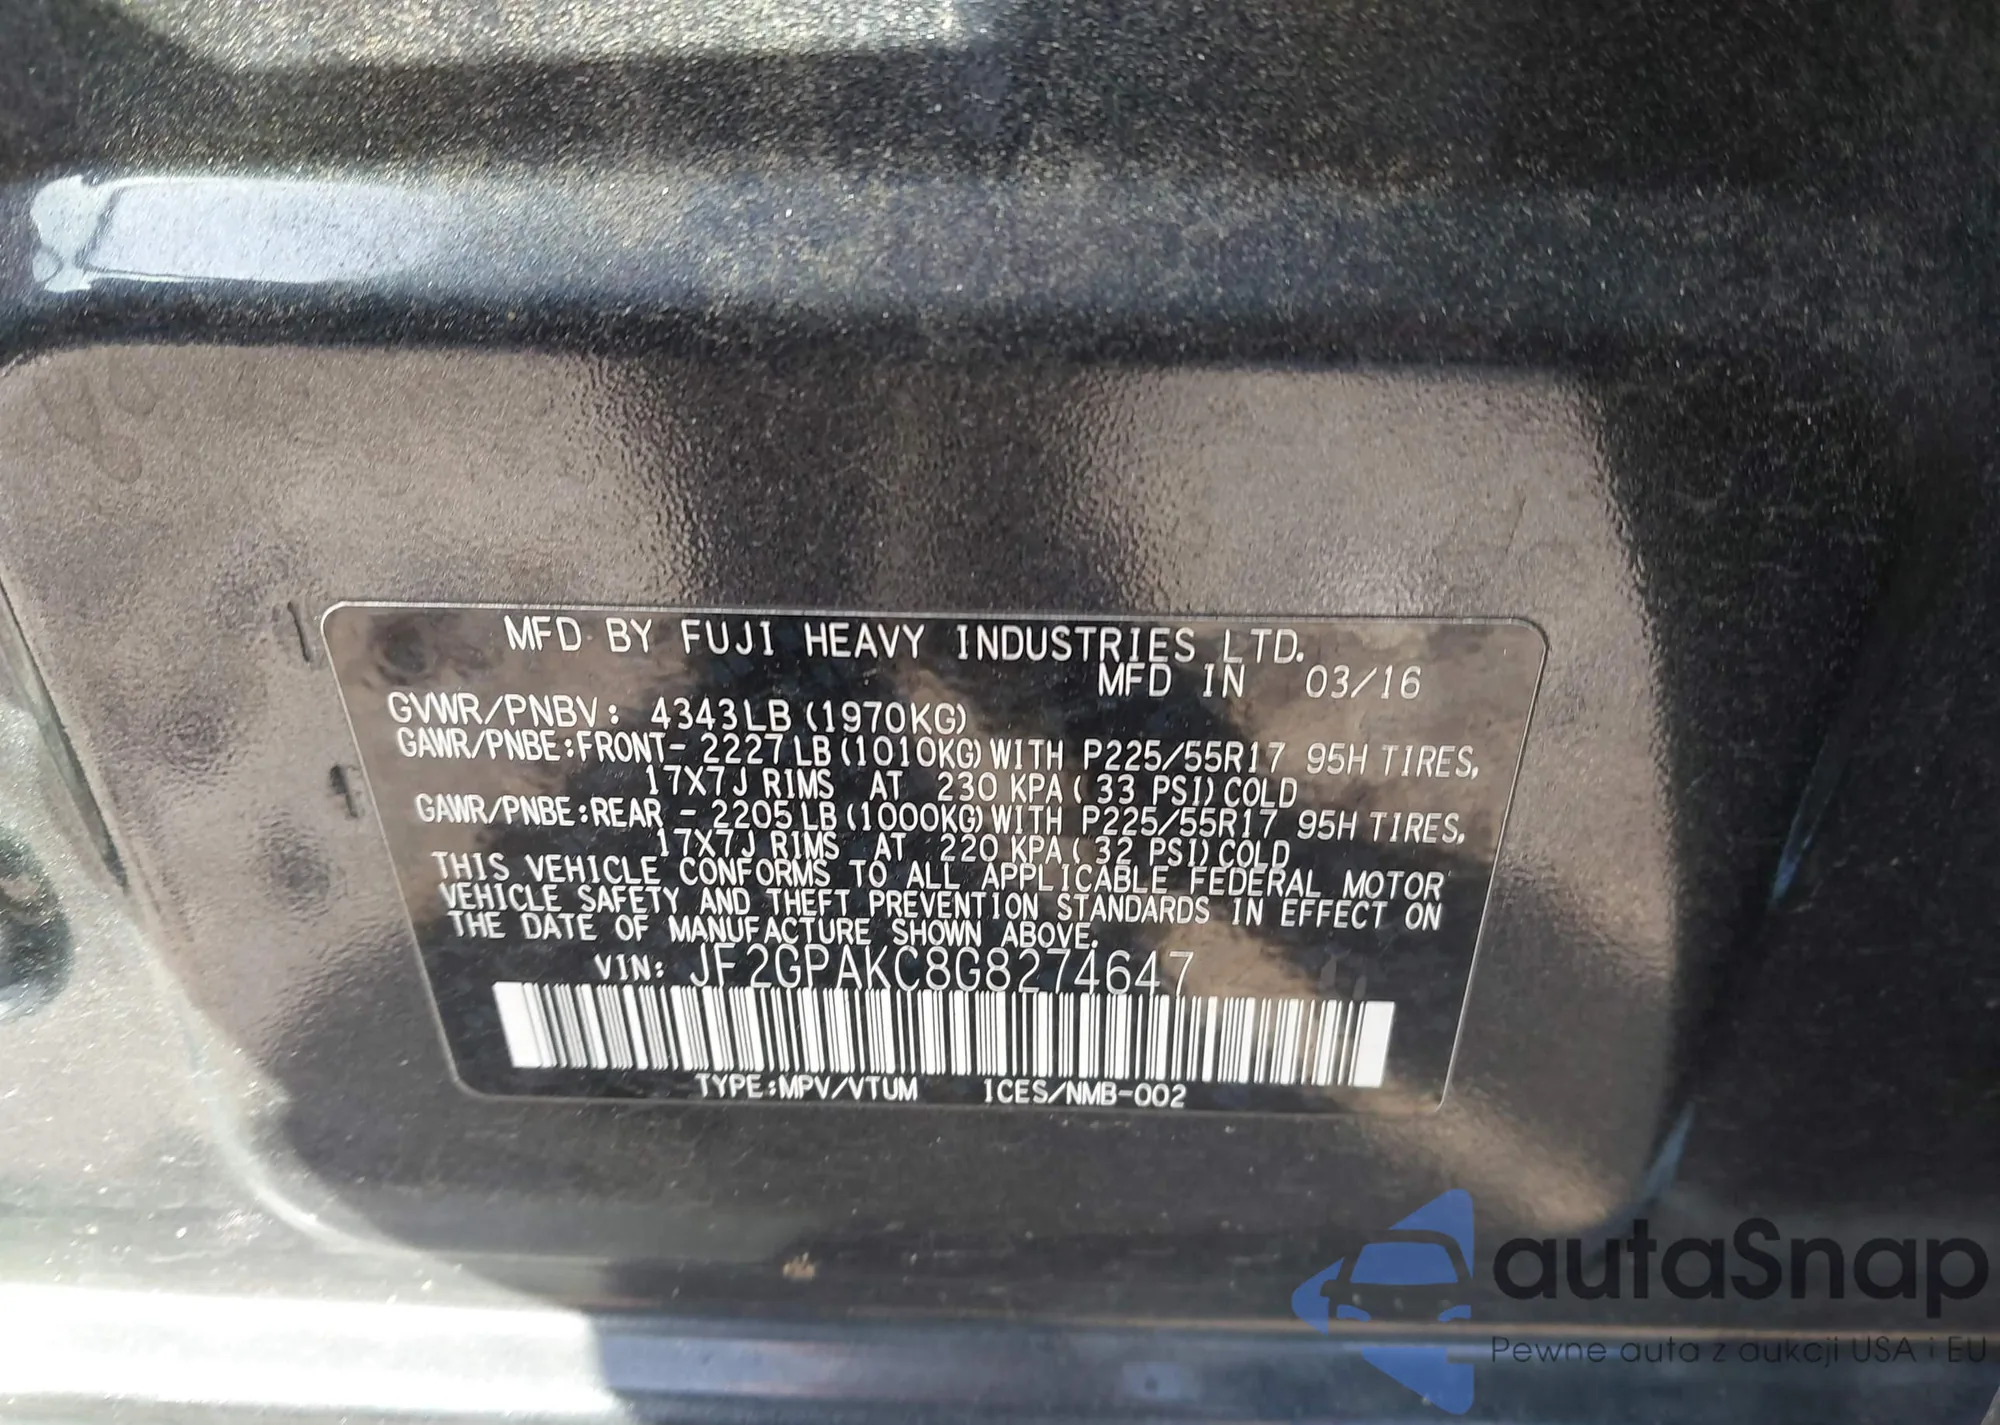 MFD BY FUJI HEAVY INDUSTRIES LTD.
MFD IN 03/16
GVWR/PNBV: 4343LB (1970KG)
GAWR/PNBE:FRONT- 2227LB(1010KG)WITH P225/55R17 95H TIRES,
17X7J RIMS AT 230 KPA( 33 PSI)COLD
GAWR/PNBE:REAR - 2205LB(1000KG)WITH P225/55R17 95H TIRES,
17X7J RIMS AT 220 KPA( 32 PSI)COLD
THIS VEHICLE CONFORMS TO ALL APPLICABLE FEDERAL MOTOR
VEHICLE SAFETY AND THEFT PREVENTION STANDARDS IN EFFECT ON
THE DATE OF MANUFACTURE SHOWN ABOVE.
VIN: JF2GPAKC8G8274647
TYPE:MPV/VTUM ICES/NMB-002
autaSnap
Pewne auta z aukcji USA i EU